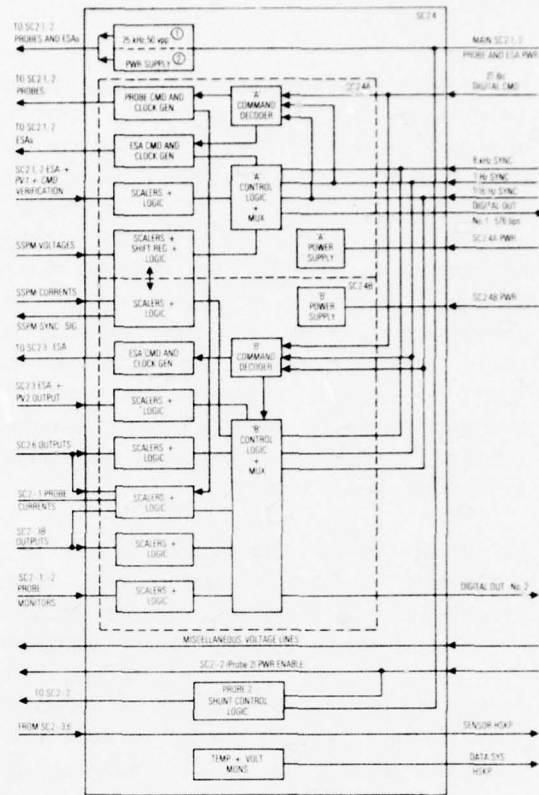 SC2 4
TO SC2 1, 2
PROBES AND ESAs
25 kHz, 50 vpp ①
PWR SUPPLY ②
MAIN SC2 1, 2
PROBE AND ESA PWR
TO SC2 1, 2
PROBES
PROBE CMD AND
CLOCK GEN
'A'
COMMAND
DECODER
SC2 4A
DIGITAL CMD
TO SC2 1, 2
ESAs
ESA CMD AND
CLOCK GEN
SC2 1, 2 ESA +
PV1 + CMD
VERIFICATION
SCALERS +
LOGIC
'A'
CONTROL
LOGIC
+
MUX
8 kHz SYNC
1 Hz SYNC
1/16 Hz SYNC
DIGITAL OUT
No. 1 576 bps
SSPM VOLTAGES
SCALERS +
SHIFT REG +
LOGIC
'A'
POWER
SUPPLY
SC2 4A PWR
SSPM CURRENTS
SCALERS +
LOGIC
SSPM SYNC SIG
SC2 4B
'B'
POWER
SUPPLY
SC2 4B PWR
TO SC2 3 ESA
ESA CMD AND
CLOCK GEN
'B'
COMMAND
DECODER
SC2 3 ESA +
PV2 OUTPUT
SCALERS +
LOGIC
'B'
CONTROL
LOGIC
+
MUX
SC2 6 OUTPUTS
SCALERS +
LOGIC
SC2 -1 PROBE
CURRENTS
SCALERS +
LOGIC
SC2 -3B
OUTPUTS
SCALERS +
LOGIC
SC2 -1, -2
PROBE
MONITORS
SCALERS +
LOGIC
DIGITAL OUT No. 2
MISCELLANEOUS VOLTAGE LINES
SC2 -2 (Probe 2) PWR ENABLE
TO SC2 -2
PROBE 2
SHUNT CONTROL
LOGIC
FROM SC2 -3,6
SENSOR HSKP
TEMP + VOLT
MONS
DATA SYS
HSKP